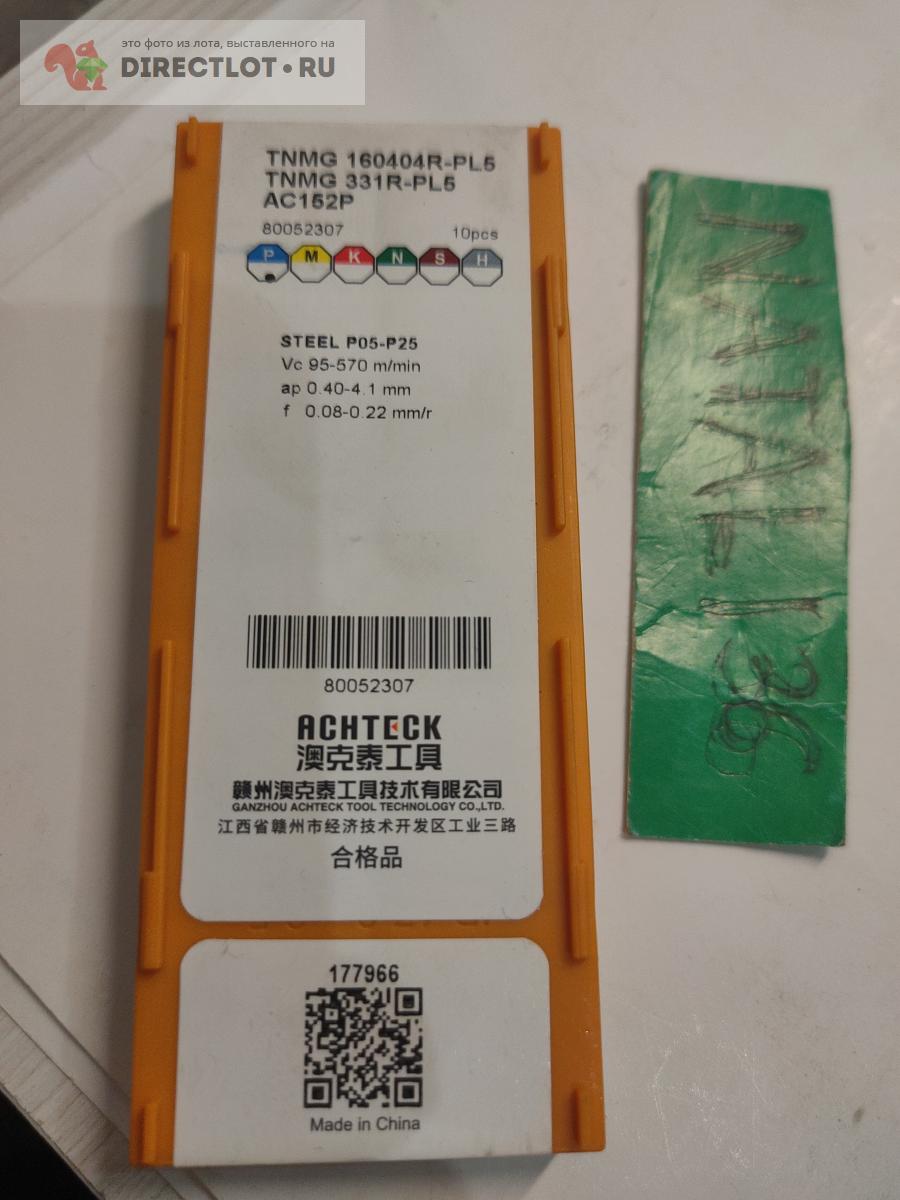 это фото из лота, выставленного на
DIRECTLOT.RU
TNMG 160404R-PL5
TNMG 331R-PL5
AC152P
80052307 10pcs
P M K N S H
STEEL P05-P25
Vc 95-570 m/min
ap 0.40-4.1 mm
f 0.08-0.22 mm/r
80052307
ACHTECK
澳克泰工具
赣州澳克泰工具技术有限公司
GANZHOU ACHTECK TOOL TECHNOLOGY CO.,LTD.
江西省赣州市经济技术开发区工业三路
合格品
177966
Made in China